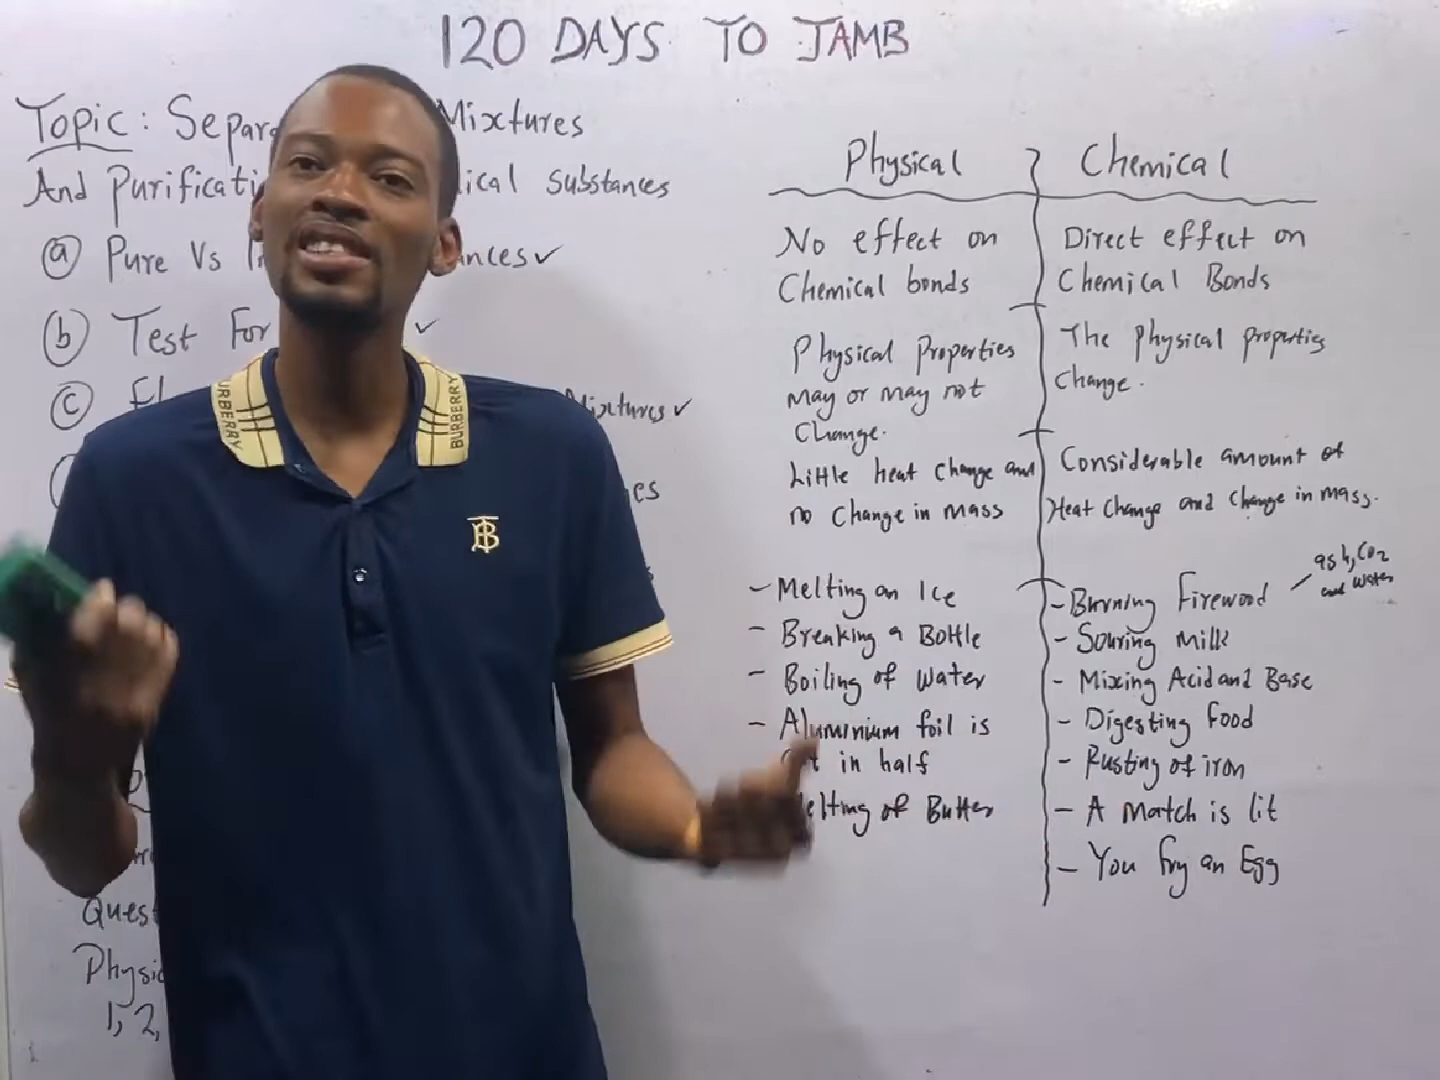 120 DAYS TO JAMB
Topic: Separ Mixtures
And Purificati ical Substances
(a) Pure Vs I ances ✓
(b) Test For ✓
(c) El Mixtures ✓
es
Quest
Physic
1, 2,
BURBERRY
BURBERRY
B
Physical Chemical
No effect on
Chemical bonds
Direct effect on
Chemical Bonds
Physical Properties
may or may not
Change.
The Physical properties
Change.
Little heat Change and
no Change in mass
Considerable amount of
Heat Change and Change in mass.
- Melting an Ice
- Breaking a Bottle
- Boiling of Water
- Aluminium foil is
in half
elting of Butter
- Burning Firewood
ash, CO2
and Water
- Souring Milk
- Mixing Acid and Base
- Digesting Food
- Rusting of iron
- A Match is lit
- You fry an Egg